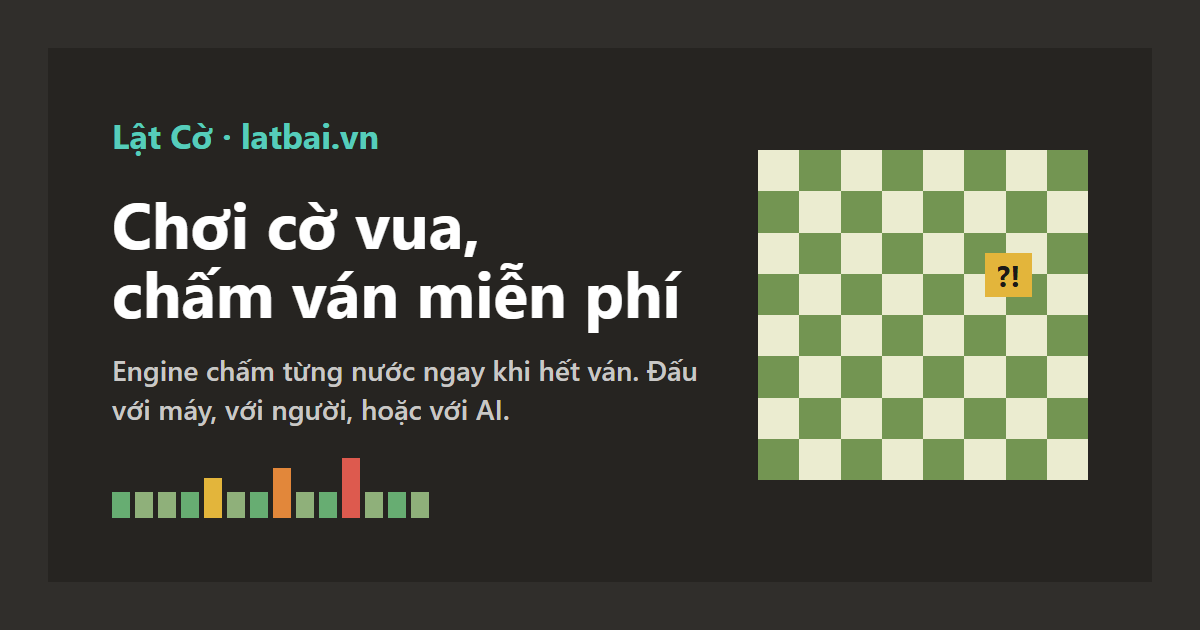 Lật Cờ · latbai.vn
Chơi cờ vua,
chấm ván miễn phí
Engine chấm từng nước ngay khi hết ván. Đấu
với máy, với người, hoặc với AI.
?!